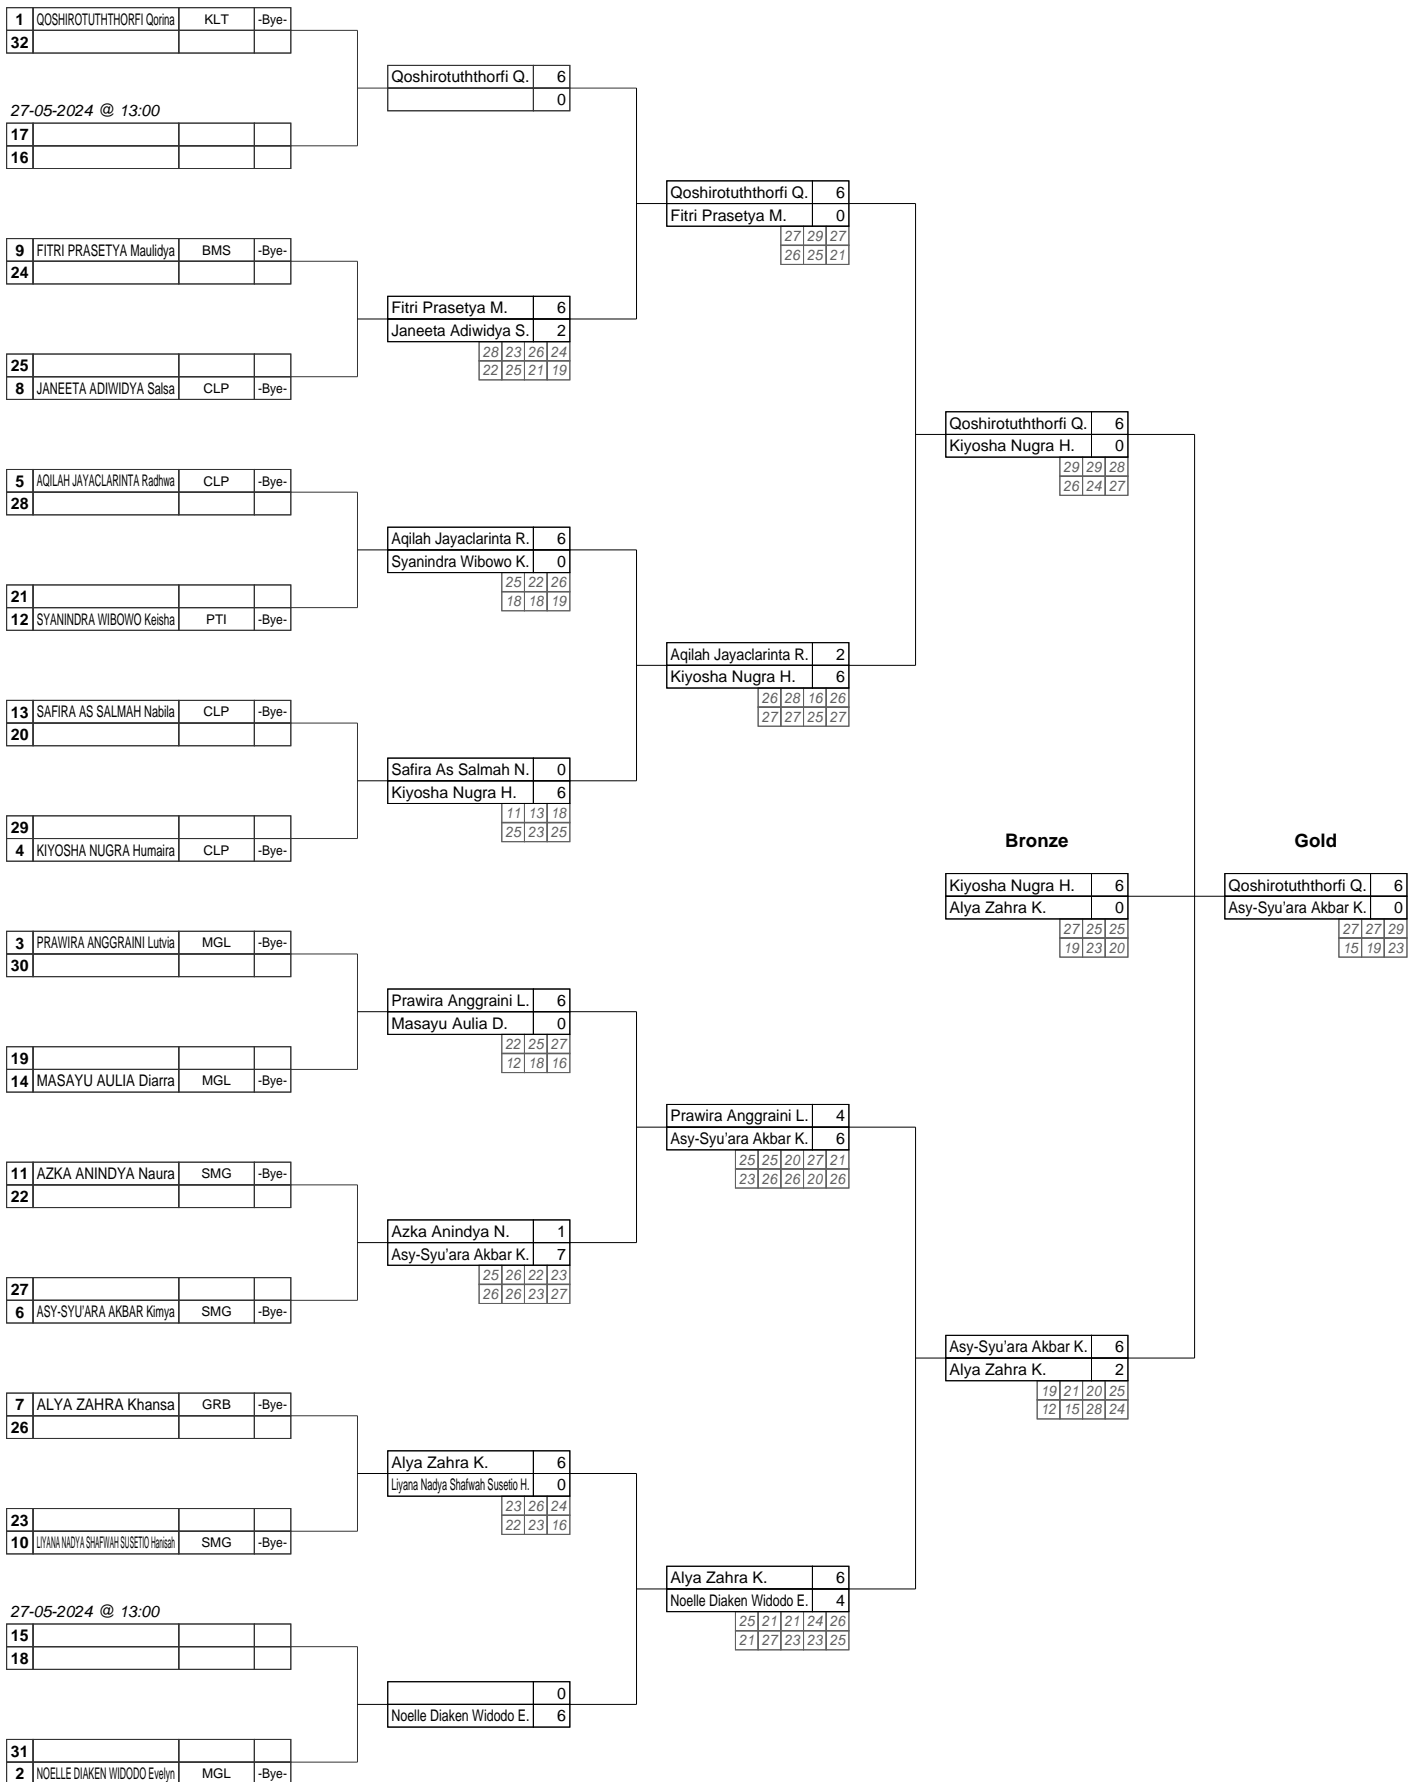 1 QOSHIROTUTHTHORFI Qorina KLT -Bye-
32
27-05-2024 @ 13:00
17
16
9 FITRI PRASETYA Maulidya BMS -Bye-
24
25
8 JANEETA ADIWIDYA Salsa CLP -Bye-
5 AQILAH JAYACLARINTA Radhwa CLP -Bye-
28
21
12 SYANINDRA WIBOWO Keisha PTI -Bye-
13 SAFIRA AS SALMAH Nabila CLP -Bye-
20
29
4 KIYOSHA NUGRA Humaira CLP -Bye-
3 PRAWIRA ANGGRAINI Lutvia MGL -Bye-
30
19
14 MASAYU AULIA Diarra MGL -Bye-
11 AZKA ANINDYA Naura SMG -Bye-
22
27
6 ASY-SYU'ARA AKBAR Kimya SMG -Bye-
7 ALYA ZAHRA Khansa GRB -Bye-
26
23
10 LIYANA NADYA SHAFWAH SUSETIO Hanisah SMG -Bye-
27-05-2024 @ 13:00
15
18
31
2 NOELLE DIAKEN WIDODO Evelyn MGL -Bye-
Qoshirotuththorfi Q. 6
0
Fitri Prasetya M. 6
Janeeta Adiwidya S. 2
28 23 26 24
22 25 21 19
Aqilah Jayaclarinta R. 6
Syanindra Wibowo K. 0
25 22 26
18 18 19
Safira As Salmah N. 0
Kiyosha Nugra H. 6
11 13 18
25 23 25
Prawira Anggraini L. 6
Masayu Aulia D. 0
22 25 27
12 18 16
Azka Anindya N. 1
Asy-Syu'ara Akbar K. 7
25 26 22 23
26 26 23 27
Alya Zahra K. 6
Liyana Nadya Shafwah Susetio H. 0
23 26 24
22 23 16
0
Noelle Diaken Widodo E. 6
Qoshirotuththorfi Q. 6
Fitri Prasetya M. 0
27 29 27
26 25 21
Aqilah Jayaclarinta R. 2
Kiyosha Nugra H. 6
26 28 16 26
27 27 25 27
Prawira Anggraini L. 4
Asy-Syu'ara Akbar K. 6
25 25 20 27 21
23 26 26 20 26
Alya Zahra K. 6
Noelle Diaken Widodo E. 4
25 21 21 24 26
21 27 23 23 25
Qoshirotuththorfi Q. 6
Kiyosha Nugra H. 0
29 29 28
26 24 27
Bronze
Kiyosha Nugra H. 6
Alya Zahra K. 0
27 25 25
19 23 20
Asy-Syu'ara Akbar K. 6
Alya Zahra K. 2
19 21 20 25
12 15 28 24
Gold
Qoshirotuththorfi Q. 6
Asy-Syu'ara Akbar K. 0
27 27 29
15 19 23